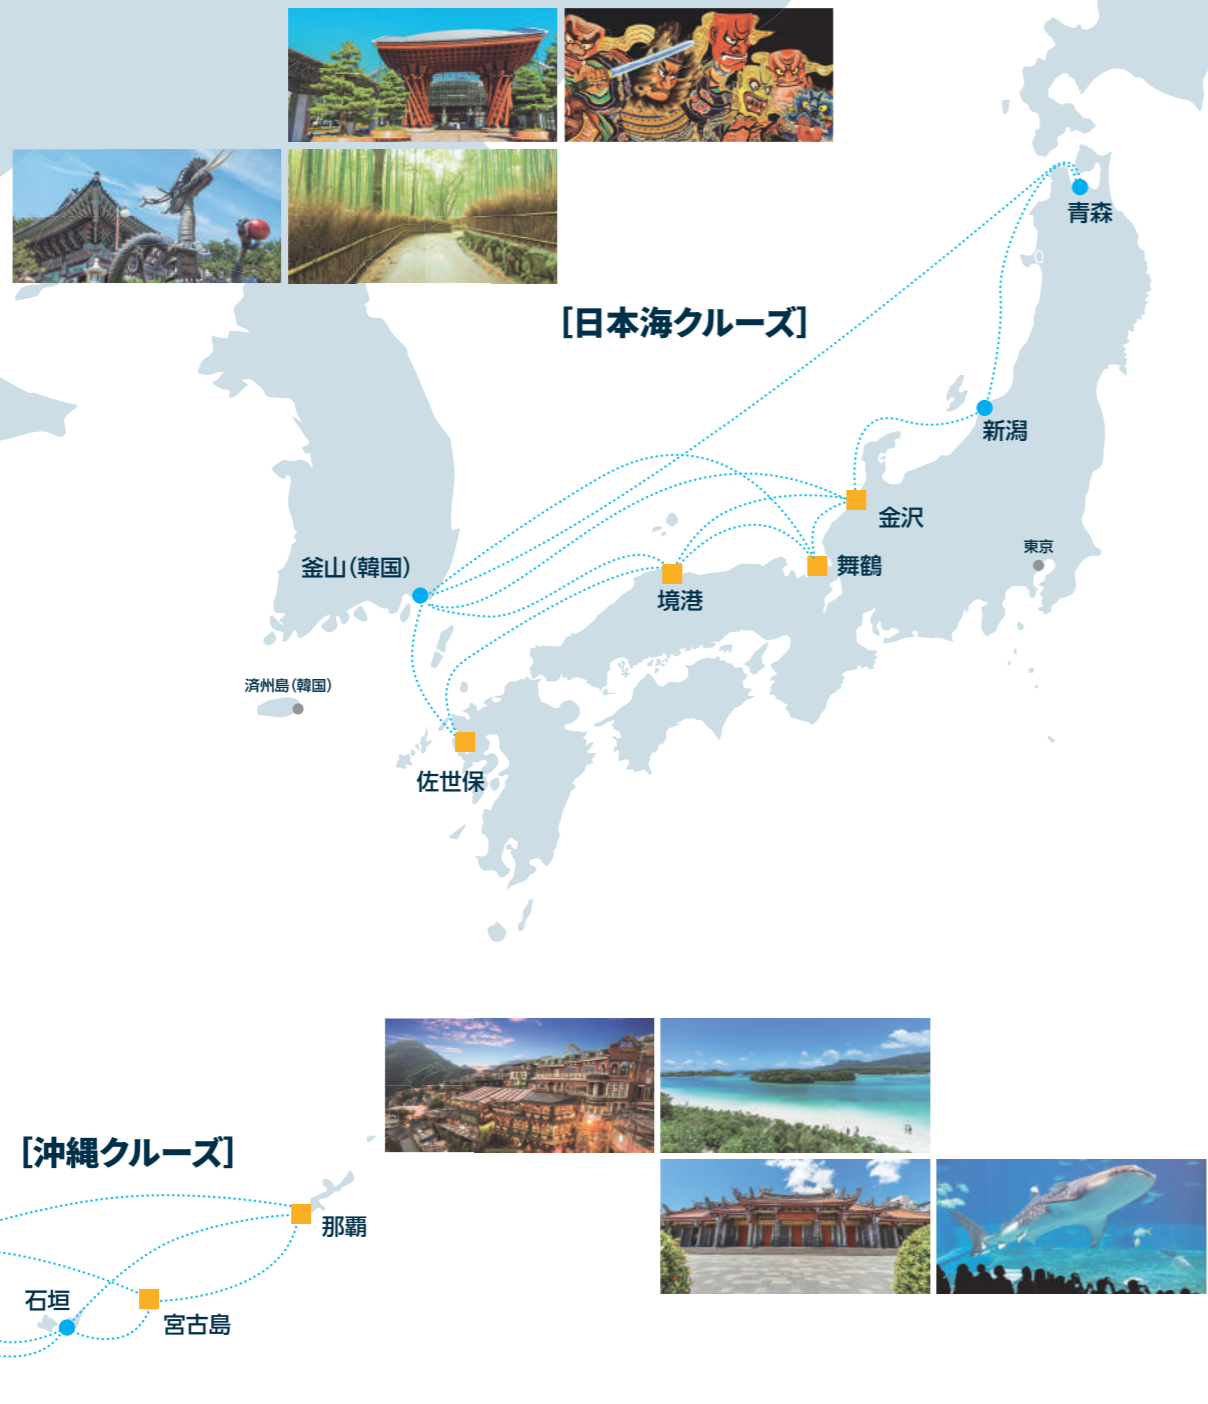 青森
[日本海クルーズ]
新潟
金沢
東京
釜山(韓国)
舞鶴
境港
済州島(韓国)
佐世保
[沖縄クルーズ]
那覇
石垣
宮古島